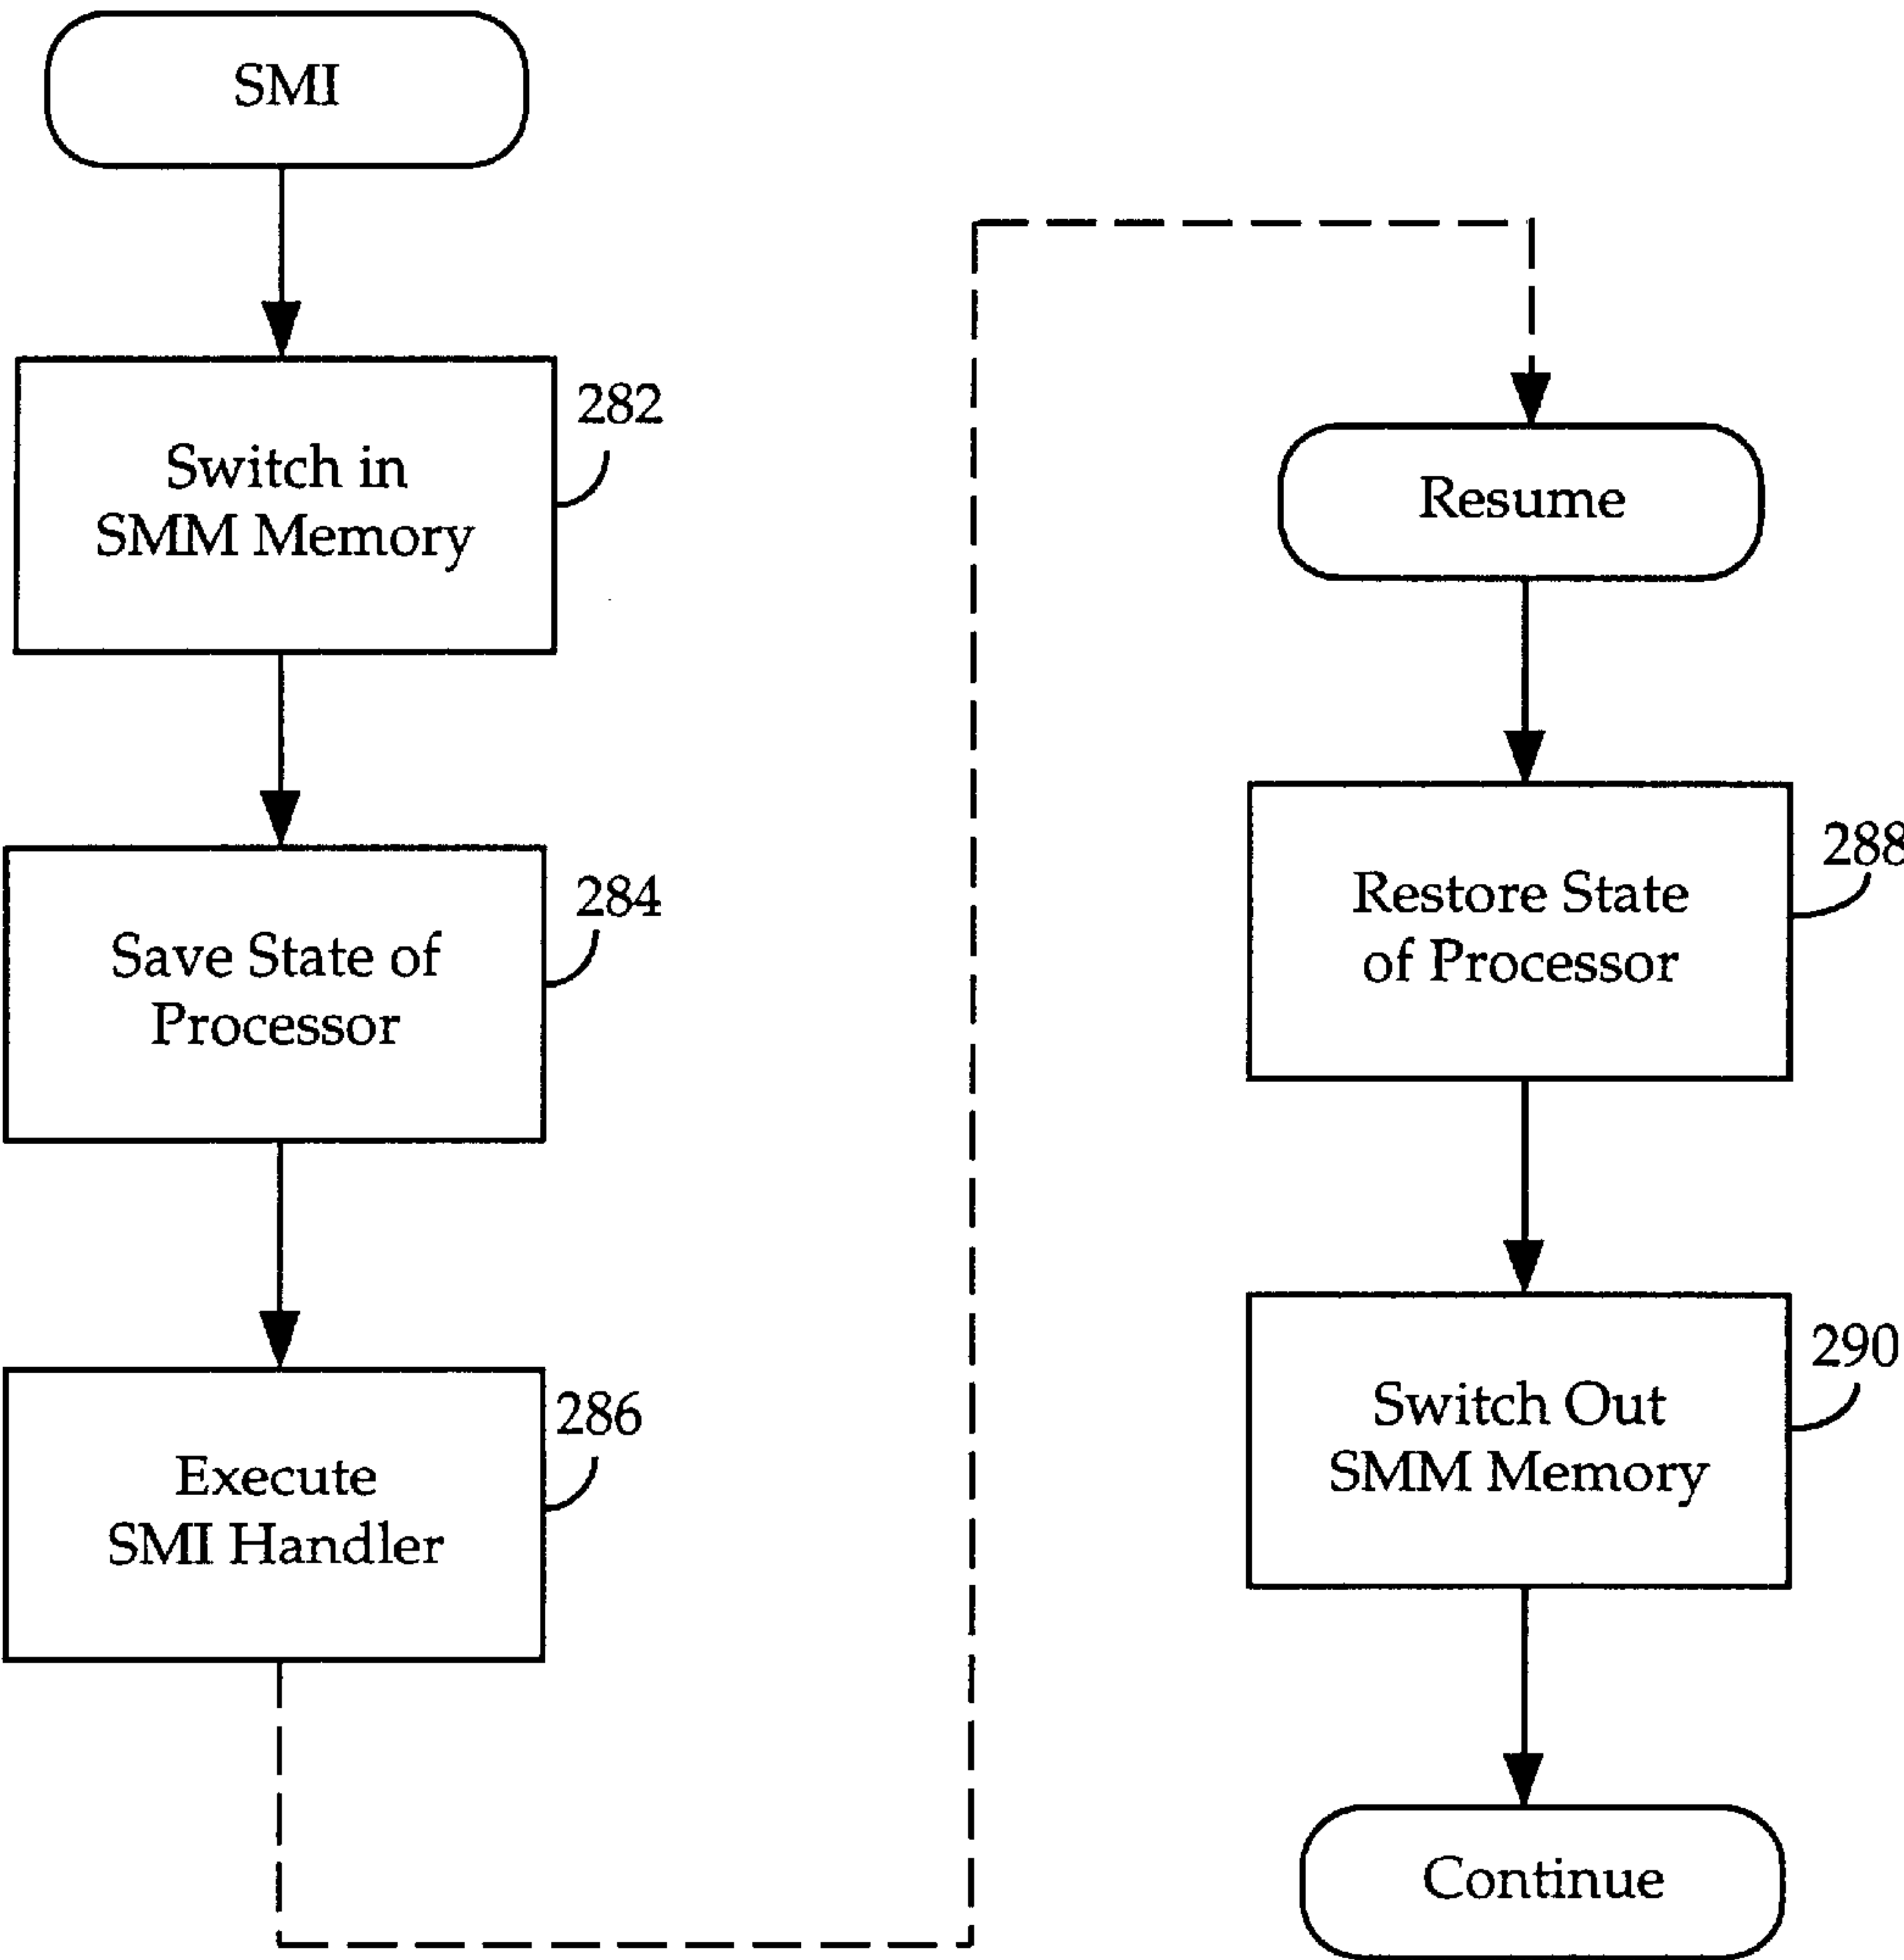 SMI
282
Switch in
SMM Memory
284
Save State of
Processor
286
Execute
SMI Handler
Resume
288
Restore State
of Processor
290
Switch Out
SMM Memory
Continue